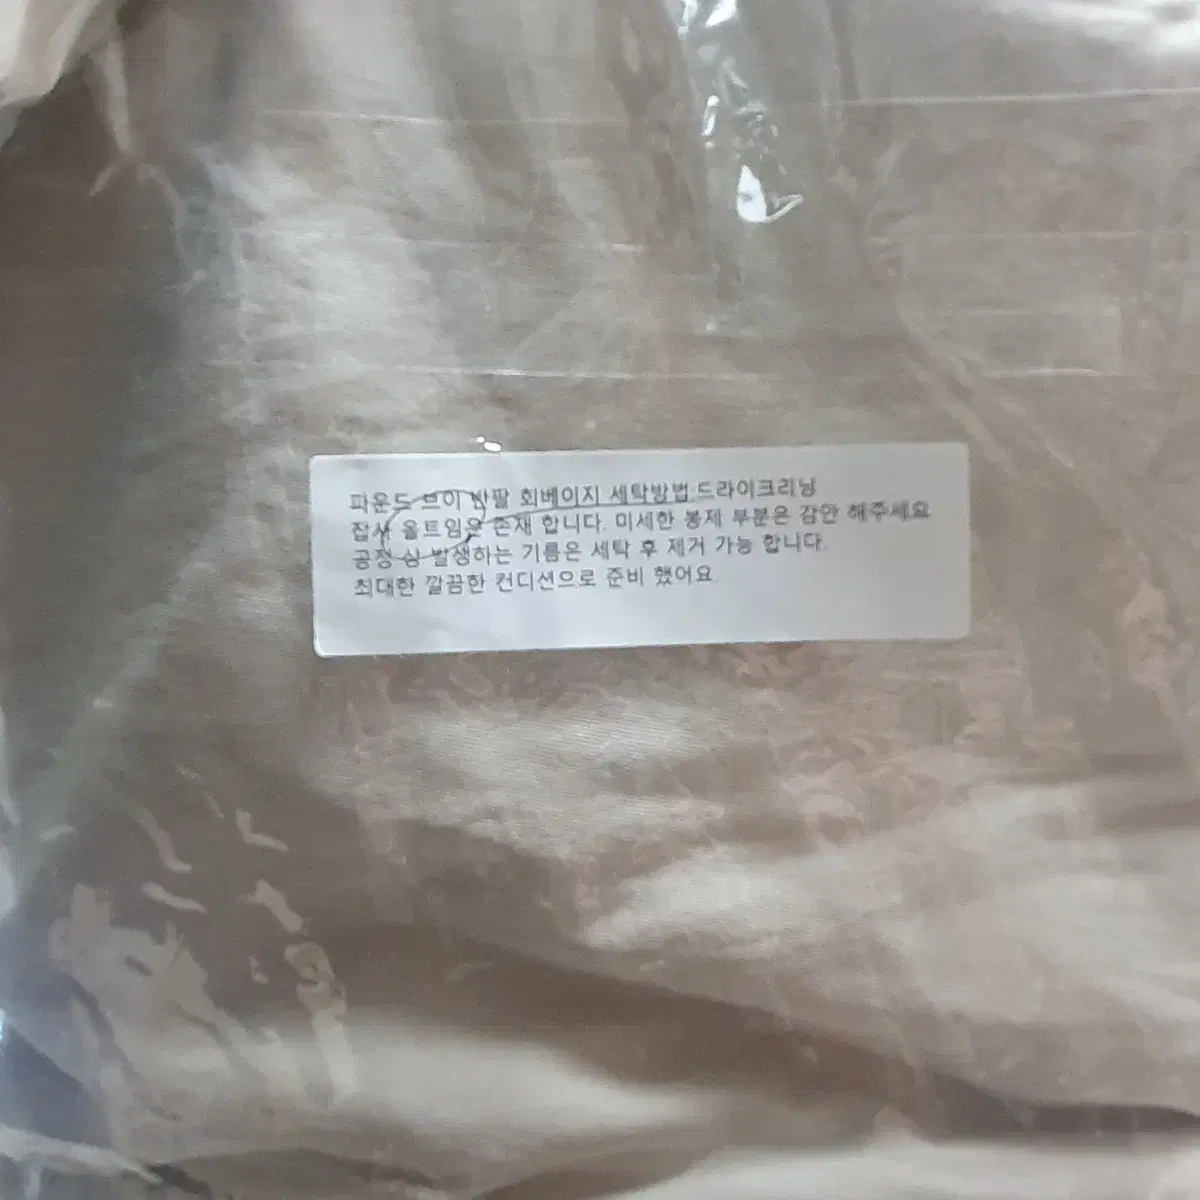 파운드 브이 반팔 회베이지 세탁방법:드라이크리닝
잡사 올트임은 존재 합니다. 미세한 봉제 부분은 감안 해주세요
공정 상 발생하는 기름은 세탁 후 제거 가능 합니다.
최대한 깔끔한 컨디션으로 준비 했어요.